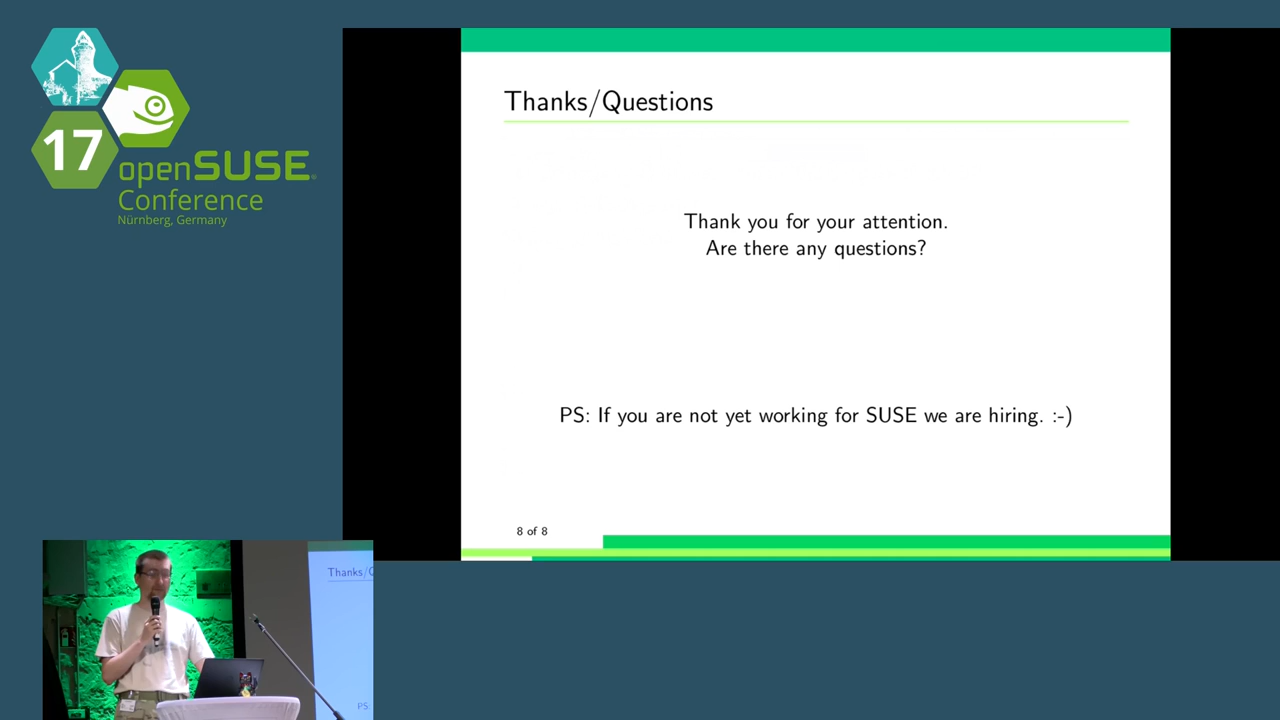 17
openSUSE®
Conference
Nürnberg, Germany
Thanks/Questions
Thank you for your attention.
Are there any questions?
PS: If you are not yet working for SUSE we are hiring. :-)
8 of 8
Thanks/Q
PS: